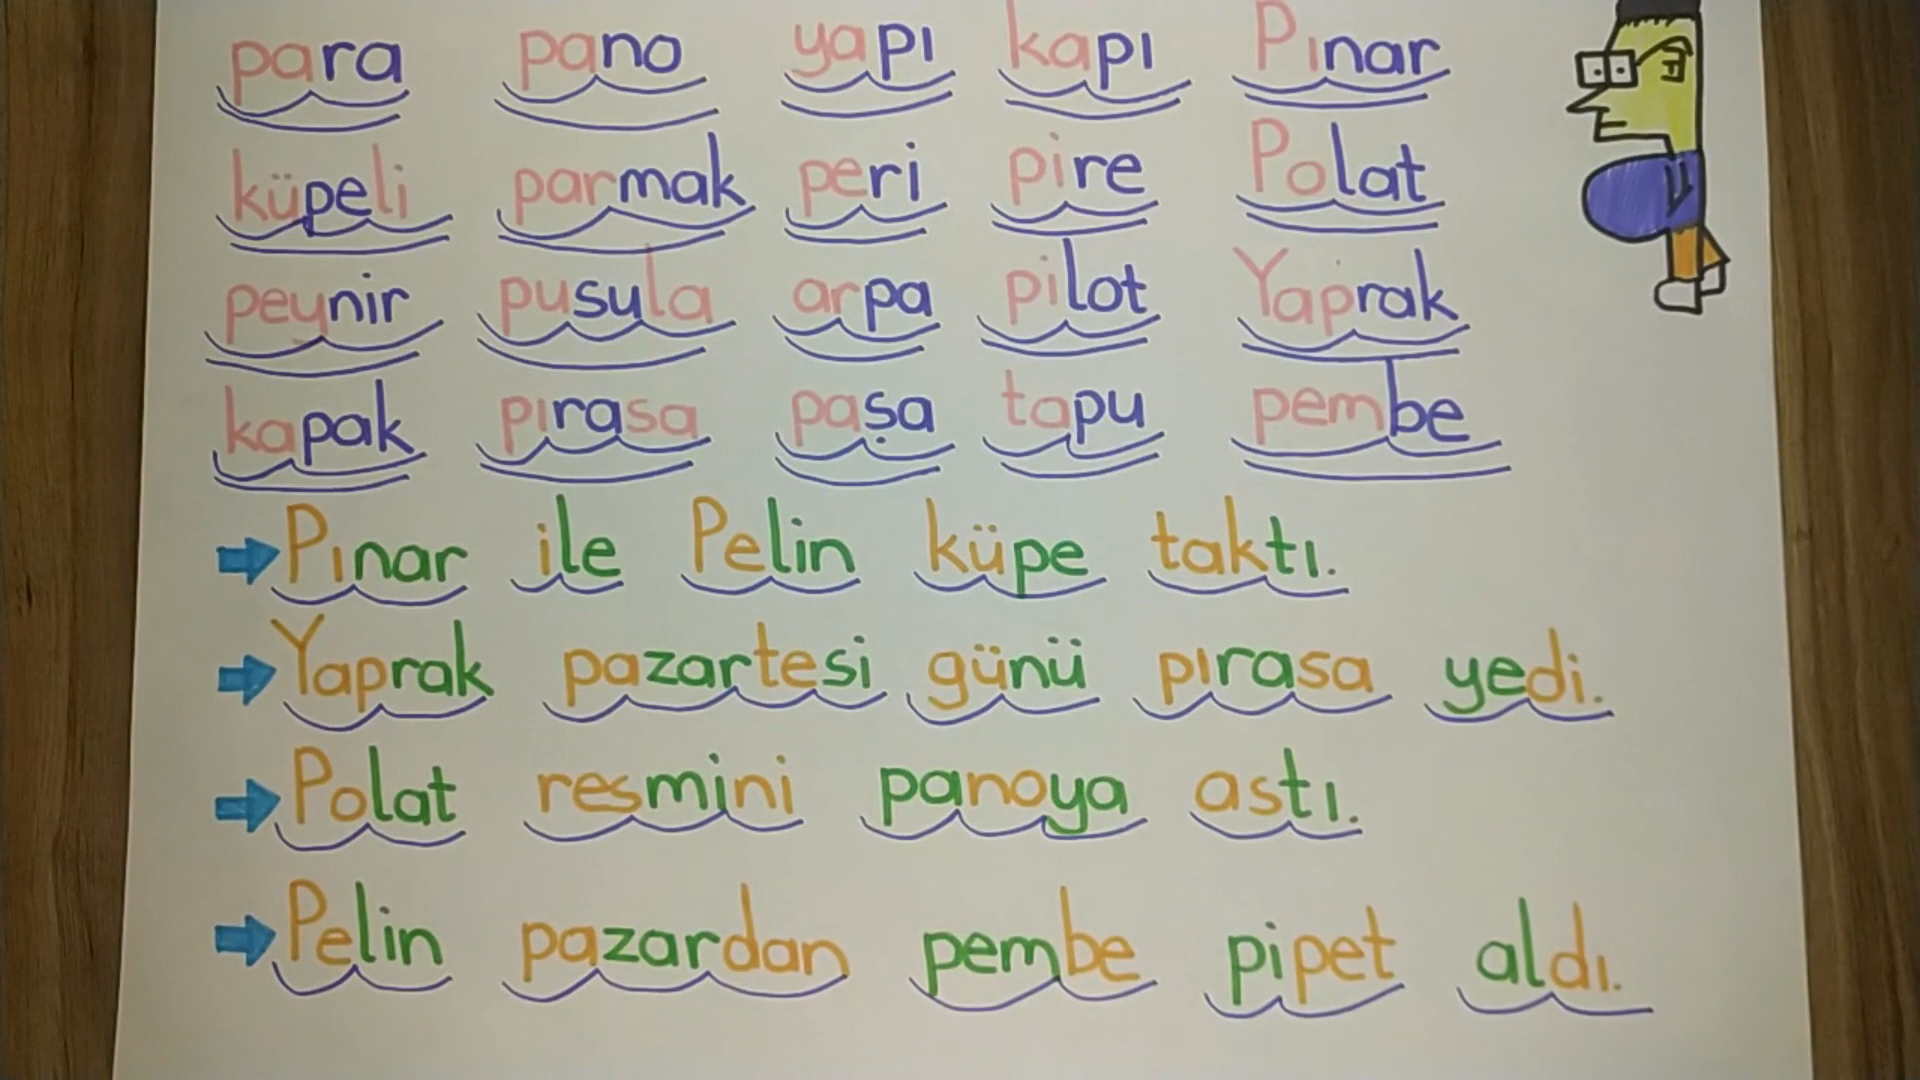 para pano yapı kapı Pınar
küpeli parmak peri pire Polat
peynir pusula arpa pilot Yaprak
kapak pırasa paşa tapu pembe
Pınar ile Pelin küpe taktı.
Yaprak pazartesi günü pırasa yedi.
Polat resmini panoya astı.
Pelin pazardan pembe pipet aldı.